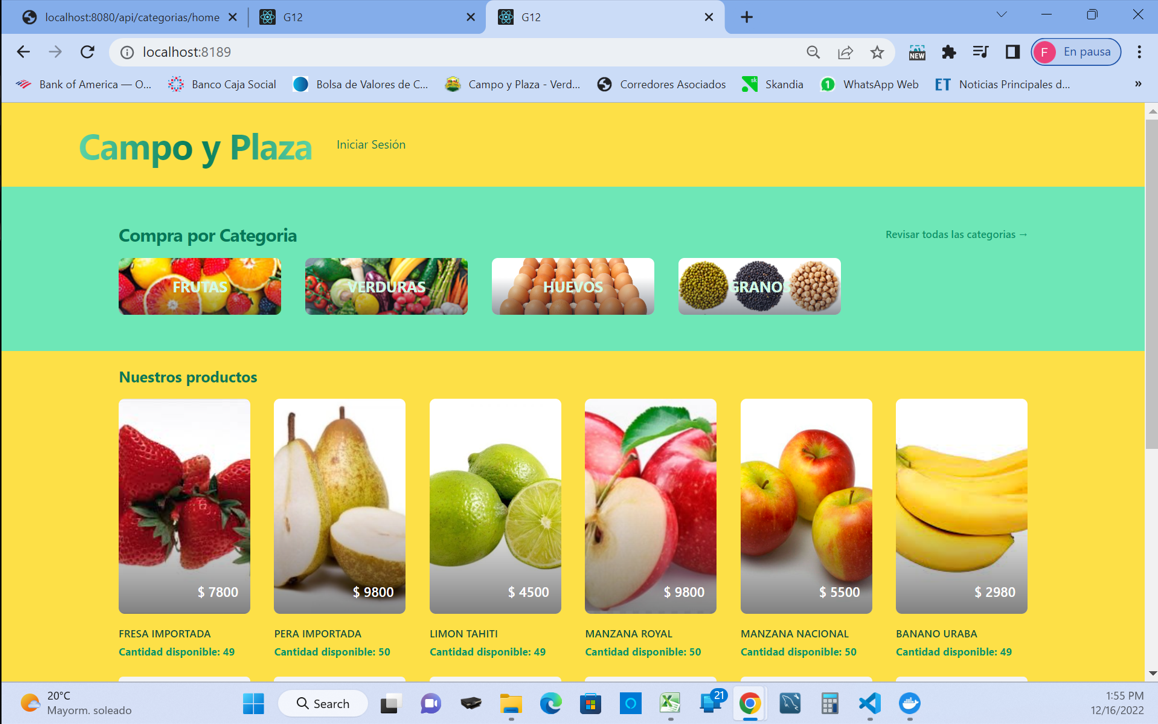 localhost:8080/api/categorias/home
G12
G12
localhost:8189
NEW
F
En pausa
Bank of America — O...
Banco Caja Social
Bolsa de Valores de C...
Campo y Plaza - Verd...
Corredores Asociados
sk
Skandia
1
WhatsApp Web
ET
Noticias Principales d...
»
Campo y Plaza
Iniciar Sesión
Compra por Categoria
Revisar todas las categorias →
FRUTAS
VERDURAS
HUEVOS
GRANOS
Nuestros productos
$ 7800
$ 9800
$ 4500
$ 9800
$ 5500
$ 2980
FRESA IMPORTADA
PERA IMPORTADA
LIMON TAHITI
MANZANA ROYAL
MANZANA NACIONAL
BANANO URABA
Cantidad disponible: 49
Cantidad disponible: 50
Cantidad disponible: 49
Cantidad disponible: 50
Cantidad disponible: 50
Cantidad disponible: 49
20°C
Mayorm. soleado
Search
21
1:55 PM
12/16/2022